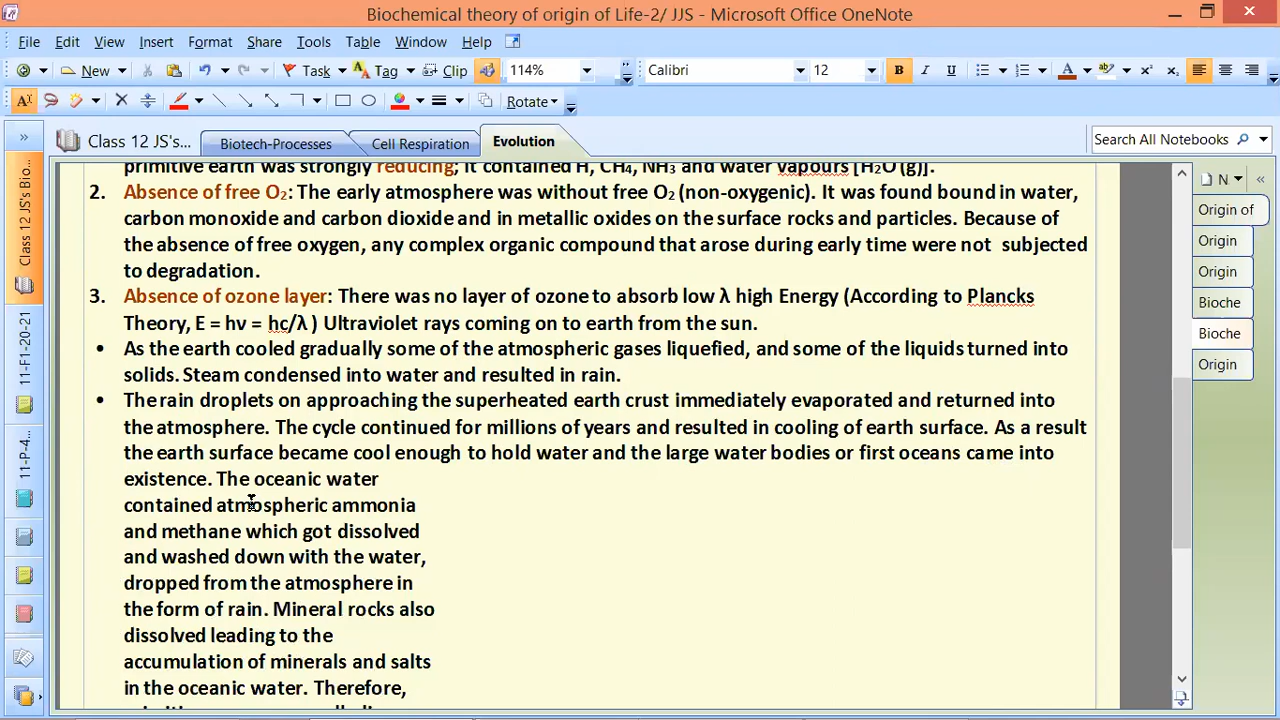 Biochemical theory of origin of Life-2/ JJS - Microsoft Office OneNote
File Edit View Insert Format Share Tools Table Window Help
New Task Tag Clip 114% Calibri 12 B I U
Rotate
Class 12 JS's... Biotech-Processes Cell Respiration Evolution Search All Notebooks
Class 12 JS's Bio...
11-F1-20-21
11-P-4...
N
Origin of
Origin
Origin
Bioche
Bioche
Origin
primitive earth was strongly reducing; it contained H, CH₄, NH₃ and water vapours [H₂O(g)].
2. Absence of free O₂: The early atmosphere was without free O₂ (non-oxygenic). It was found bound in water,
carbon monoxide and carbon dioxide and in metallic oxides on the surface rocks and particles. Because of
the absence of free oxygen, any complex organic compound that arose during early time were not subjected
to degradation.
3. Absence of ozone layer: There was no layer of ozone to absorb low λ high Energy (According to Plancks
Theory, E = hv = hc/λ ) Ultraviolet rays coming on to earth from the sun.
• As the earth cooled gradually some of the atmospheric gases liquefied, and some of the liquids turned into
solids. Steam condensed into water and resulted in rain.
• The rain droplets on approaching the superheated earth crust immediately evaporated and returned into
the atmosphere. The cycle continued for millions of years and resulted in cooling of earth surface. As a result
the earth surface became cool enough to hold water and the large water bodies or first oceans came into
existence. The oceanic water
contained atmospheric ammonia
and methane which got dissolved
and washed down with the water,
dropped from the atmosphere in
the form of rain. Mineral rocks also
dissolved leading to the
accumulation of minerals and salts
in the oceanic water. Therefore,